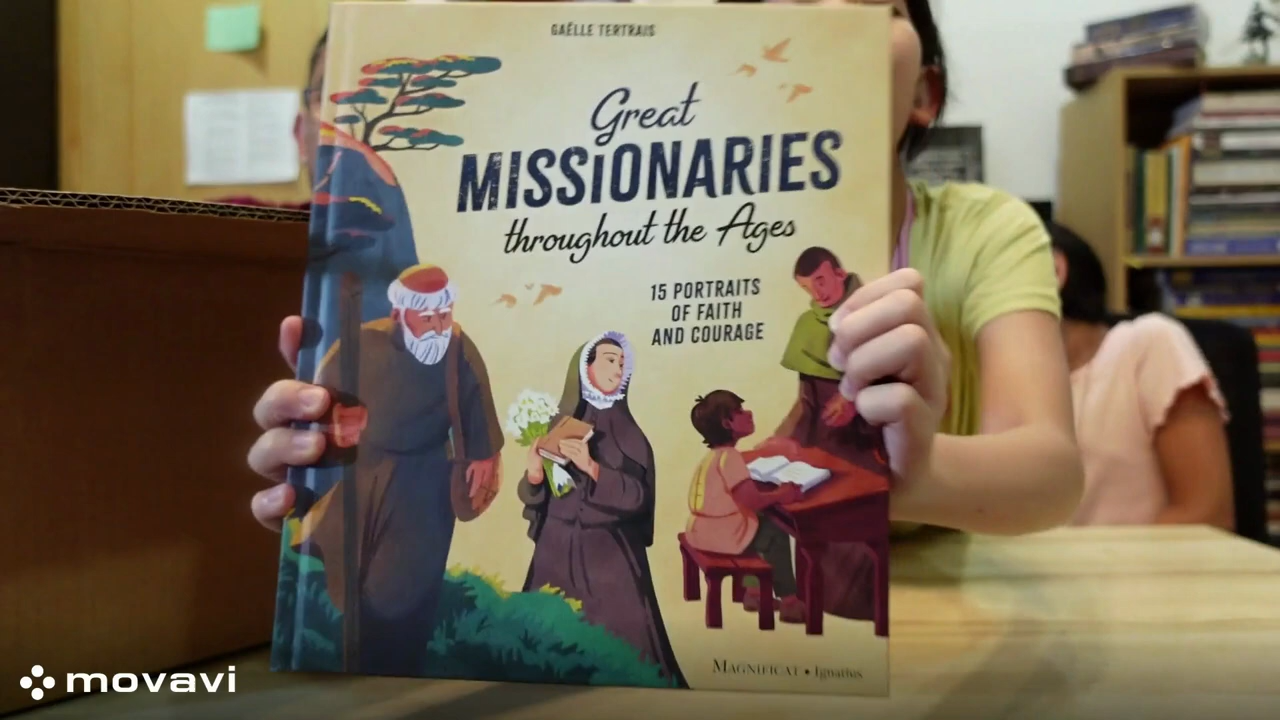 GAËLLE TERTRAIS
Great
MISSIONARIES
throughout the Ages
15 PORTRAITS
OF FAITH
AND COURAGE
MAGNIFICAT • Ignatius
movavi